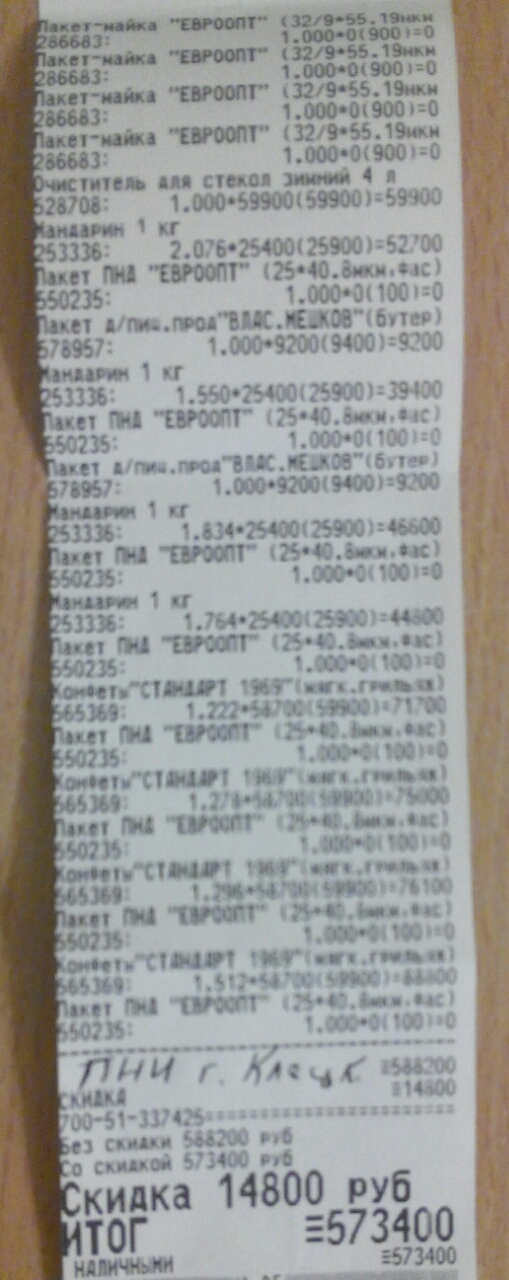 Пакет-майка "ЕВРООПТ" (32/9*55.19мкм
286683: 1.000*0(900)=0
Пакет-майка "ЕВРООПТ" (32/9*55.19мкм
286683: 1.000*0(900)=0
Пакет-майка "ЕВРООПТ" (32/9*55.19мкм
286683: 1.000*0(900)=0
Пакет-майка "ЕВРООПТ" (32/9*55.19мкм
286683: 1.000*0(900)=0
Очиститель для стекол зимний 4 л
528708: 1.000*59900(59900)=59900
Мандарин 1 кг
253336: 2.076*25400(25900)=52700
Пакет ПНД "ЕВРООПТ" (25*40.8мкм.Фас)
550235: 1.000*0(100)=0
Пакет д/пищ.прод"ВЛАС.МЕШКОВ"(бутер)
578957: 1.000*9200(9400)=9200
Мандарин 1 кг
253336: 1.550*25400(25900)=39400
Пакет ПНД "ЕВРООПТ" (25*40.8мкм.Фас)
550235: 1.000*0(100)=0
Пакет д/пищ.прод"ВЛАС.МЕШКОВ"(бутер)
578957: 1.000*9200(9400)=9200
Мандарин 1 кг
253336: 1.834*25400(25900)=46600
Пакет ПНД "ЕВРООПТ" (25*40.8мкм.Фас)
550235: 1.000*0(100)=0
Мандарин 1 кг
253336: 1.764*25400(25900)=44800
Пакет ПНД "ЕВРООПТ" (25*40.8мкм.Фас)
550235: 1.000*0(100)=0
Конфеты"СТАНДАРТ 1969"(мягк.грильяж)
565369: 1.222*58700(59900)=71700
Пакет ПНД "ЕВРООПТ" (25*40.8мкм.Фас)
550235: 1.000*0(100)=0
Конфеты"СТАНДАРТ 1969"(мягк.грильяж)
565369: 1.278*58700(59900)=75000
Пакет ПНД "ЕВРООПТ" (25*40.8мкм.Фас)
550235: 1.000*0(100)=0
Конфеты"СТАНДАРТ 1969"(мягк.грильяж)
565369: 1.296*58700(59900)=76100
Пакет ПНД "ЕВРООПТ" (25*40.8мкм.Фас)
550235: 1.000*0(100)=0
Конфеты"СТАНДАРТ 1969"(мягк.грильяж)
565369: 1.512*58700(59900)=88800
Пакет ПНД "ЕВРООПТ" (25*40.8мкм.Фас)
550235: 1.000*0(100)=0
ПНИ г. Клецк ≡588200
СКИДКА ≡14800
700-51-337425
Без скидки 588200 руб
Со скидкой 573400 руб
Скидка 14800 руб
ИТОГ ≡573400
НАЛИЧНЫМИ ≡573400